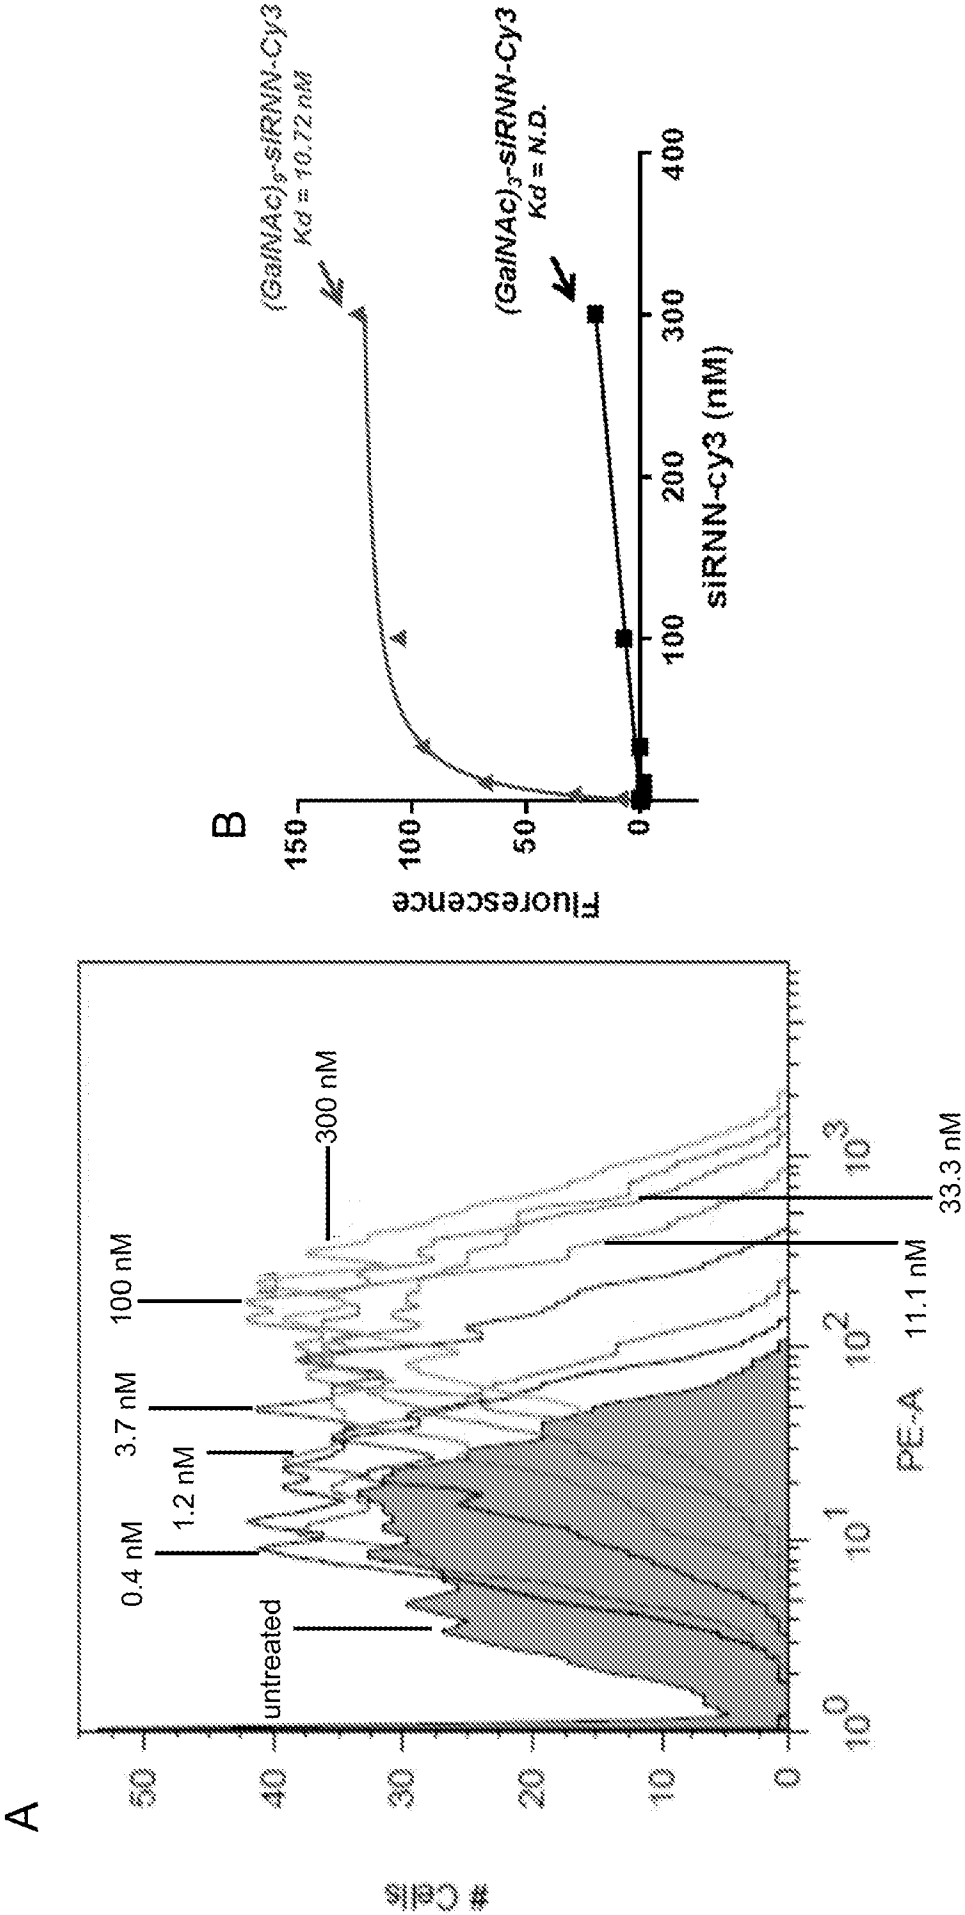 A
# Cells
50
40
30
20
10
0
untreated
0.4 nM
1.2 nM
3.7 nM
100 nM
300 nM
11.1 nM
33.3 nM
10^0
10^1
10^2
10^3
PE-A
B
Fluorescence
150
100
50
0
100
200
300
400
siRNN-cy3 (nM)
(GalNAc)9-siRNN-Cy3
Kd = 10.72 nM
(GalNAc)3-siRNN-Cy3
Kd = N.D.